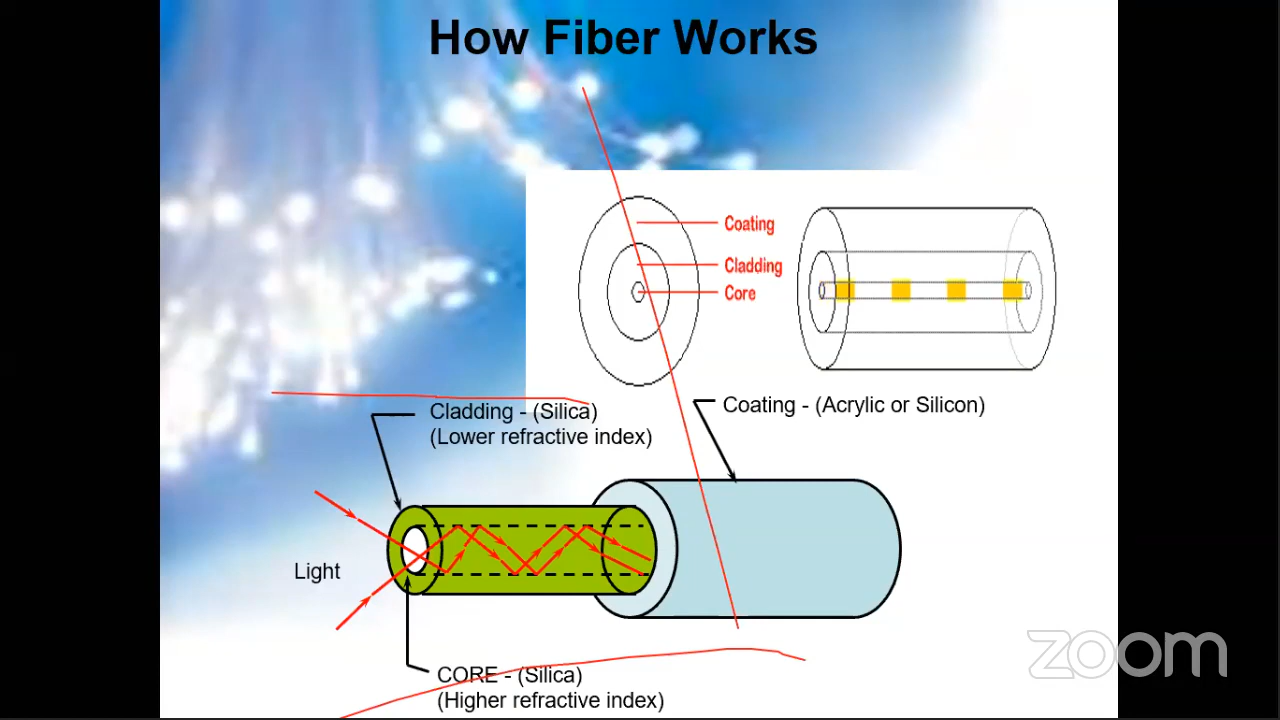 How Fiber Works
Coating
Cladding
Core
Cladding - (Silica)
(Lower refractive index)
Coating - (Acrylic or Silicon)
Light
CORE - (Silica)
(Higher refractive index)
zoom